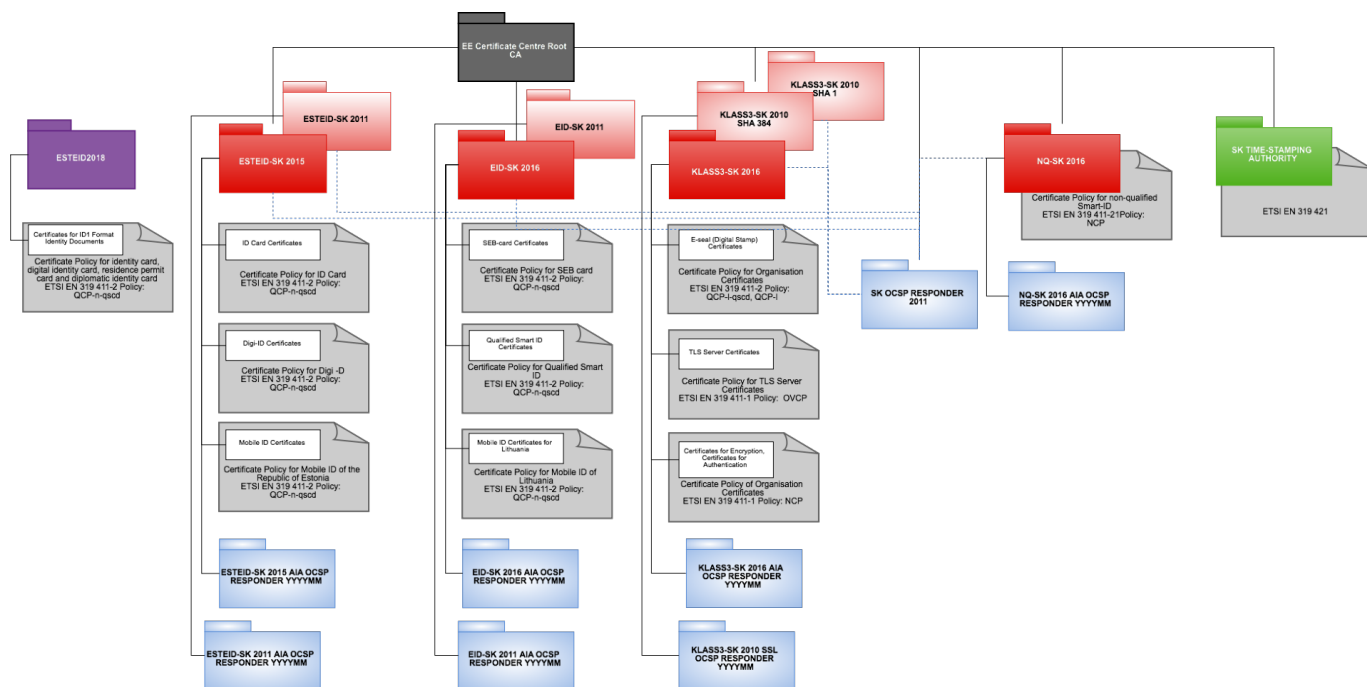 EE Certificate Centre Root
CA
KLASS3-SK 2010
SHA 1
ESTEID-SK 2011
EID-SK 2011
KLASS3-SK 2010
SHA 384
ESTEID2018
ESTEID-SK 2015
EID-SK 2016
KLASS3-SK 2016
NQ-SK 2016
SK TIME-STAMPING
AUTHORITY
Certificate Policy for non-qualified
Smart-ID
ETSI EN 319 411-21Policy:
NCP
ETSI EN 319 421
Certificates for ID1 Format
Identity Documents
Certificate Policy for identity card,
digital identity card, residence permit
card and diplomatic identity card
ETSI EN 319 411-2 Policy:
QCP-n-qscd
ID Card Certificates
Certificate Policy for ID Card
ETSI EN 319 411-2 Policy:
QCP-n-qscd
SEB-card Certificates
Certificate Policy for SEB card
ETSI EN 319 411-2 Policy:
QCP-n-qscd
E-seal (Digital Stamp)
Certificates
Certificate Policy for Organisation
Certificates
ETSI EN 319 411-2 Policy:
QCP-l-qscd, QCP-l
SK OCSP RESPONDER
2011
NQ-SK 2016 AIA OCSP
RESPONDER YYYYMM
Digi-ID Certificates
Certificate Policy for Digi -D
ETSI EN 319 411-2 Policy:
QCP-n-qscd
Qualified Smart ID
Certificates
Certificate Policy for Qualified Smart
ID
ETSI EN 319 411-2 Policy:
QCP-n-qscd
TLS Server Certificates
Certificate Policy for TLS Server
Certificates
ETSI EN 319 411-1 Policy: OVCP
Mobile ID Certificates
Certificate Policy for Mobile ID of the
Republic of Estonia
ETSI EN 319 411-2 Policy:
QCP-n-qscd
Mobile ID Certificates for
Lithuania
Certificate Policy for Mobile ID of
Lithuania
ETSI EN 319 411-2 Policy:
QCP-n-qscd
Certificates for Encryption,
Certificates for
Authentication
Certificate Policy of Organisation
Certificates
ETSI EN 319 411-1 Policy: NCP
ESTEID-SK 2015 AIA OCSP
RESPONDER YYYYMM
EID-SK 2016 AIA OCSP
RESPONDER YYYYMM
KLASS3-SK 2016 AIA
OCSP RESPONDER
YYYYMM
ESTEID-SK 2011 AIA OCSP
RESPONDER YYYYMM
EID-SK 2011 AIA OCSP
RESPONDER YYYYMM
KLASS3-SK 2010 SSL
OCSP RESPONDER
YYYYMM